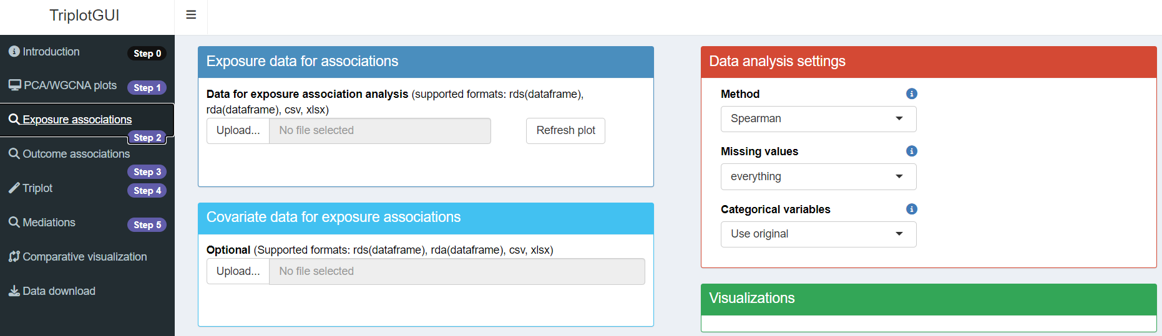 TriplotGUI
Introduction
Step 0
PCA/WGCNA plots
Step 1
Exposure associations
Step 2
Outcome associations
Step 3
Triplot
Step 4
Mediations
Step 5
Comparative visualization
Data download
Exposure data for associations
Data for exposure association analysis (supported formats: rds(dataframe),
rda(dataframe), csv, xlsx)
Upload... No file selected
Refresh plot
Covariate data for exposure associations
Optional (Supported formats: rds(dataframe), rda(dataframe), csv, xlsx)
Upload... No file selected
Data analysis settings
Method
Spearman
Missing values
everything
Categorical variables
Use original
Visualizations